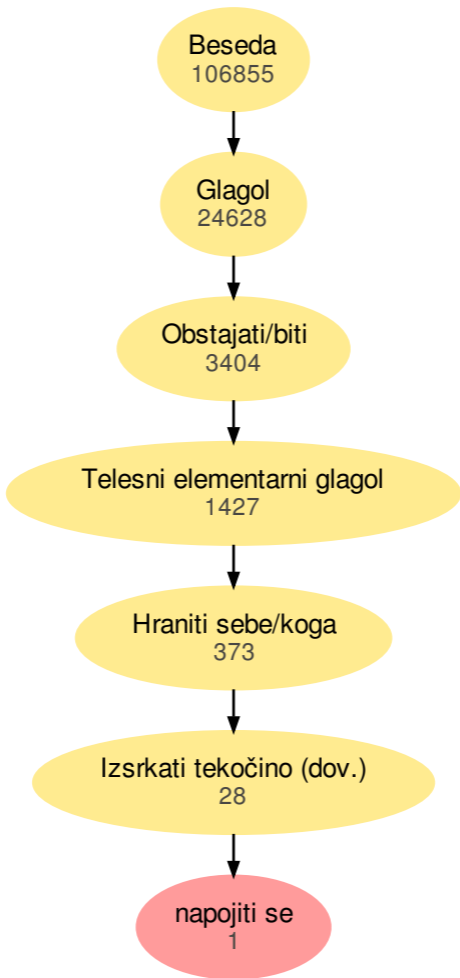 Beseda
106855
Glagol
24628
Obstajati/biti
3404
Telesni elementarni glagol
1427
Hraniti sebe/koga
373
Izsrkati tekočino (dov.)
28
napojiti se
1